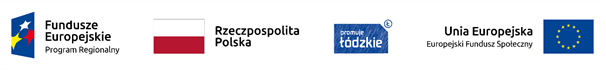 Fundusze
Europejskie
Program Regionalny
Rzeczpospolita
Polska
promuje
łódzkie
Unia Europejska
Europejski Fundusz Społeczny